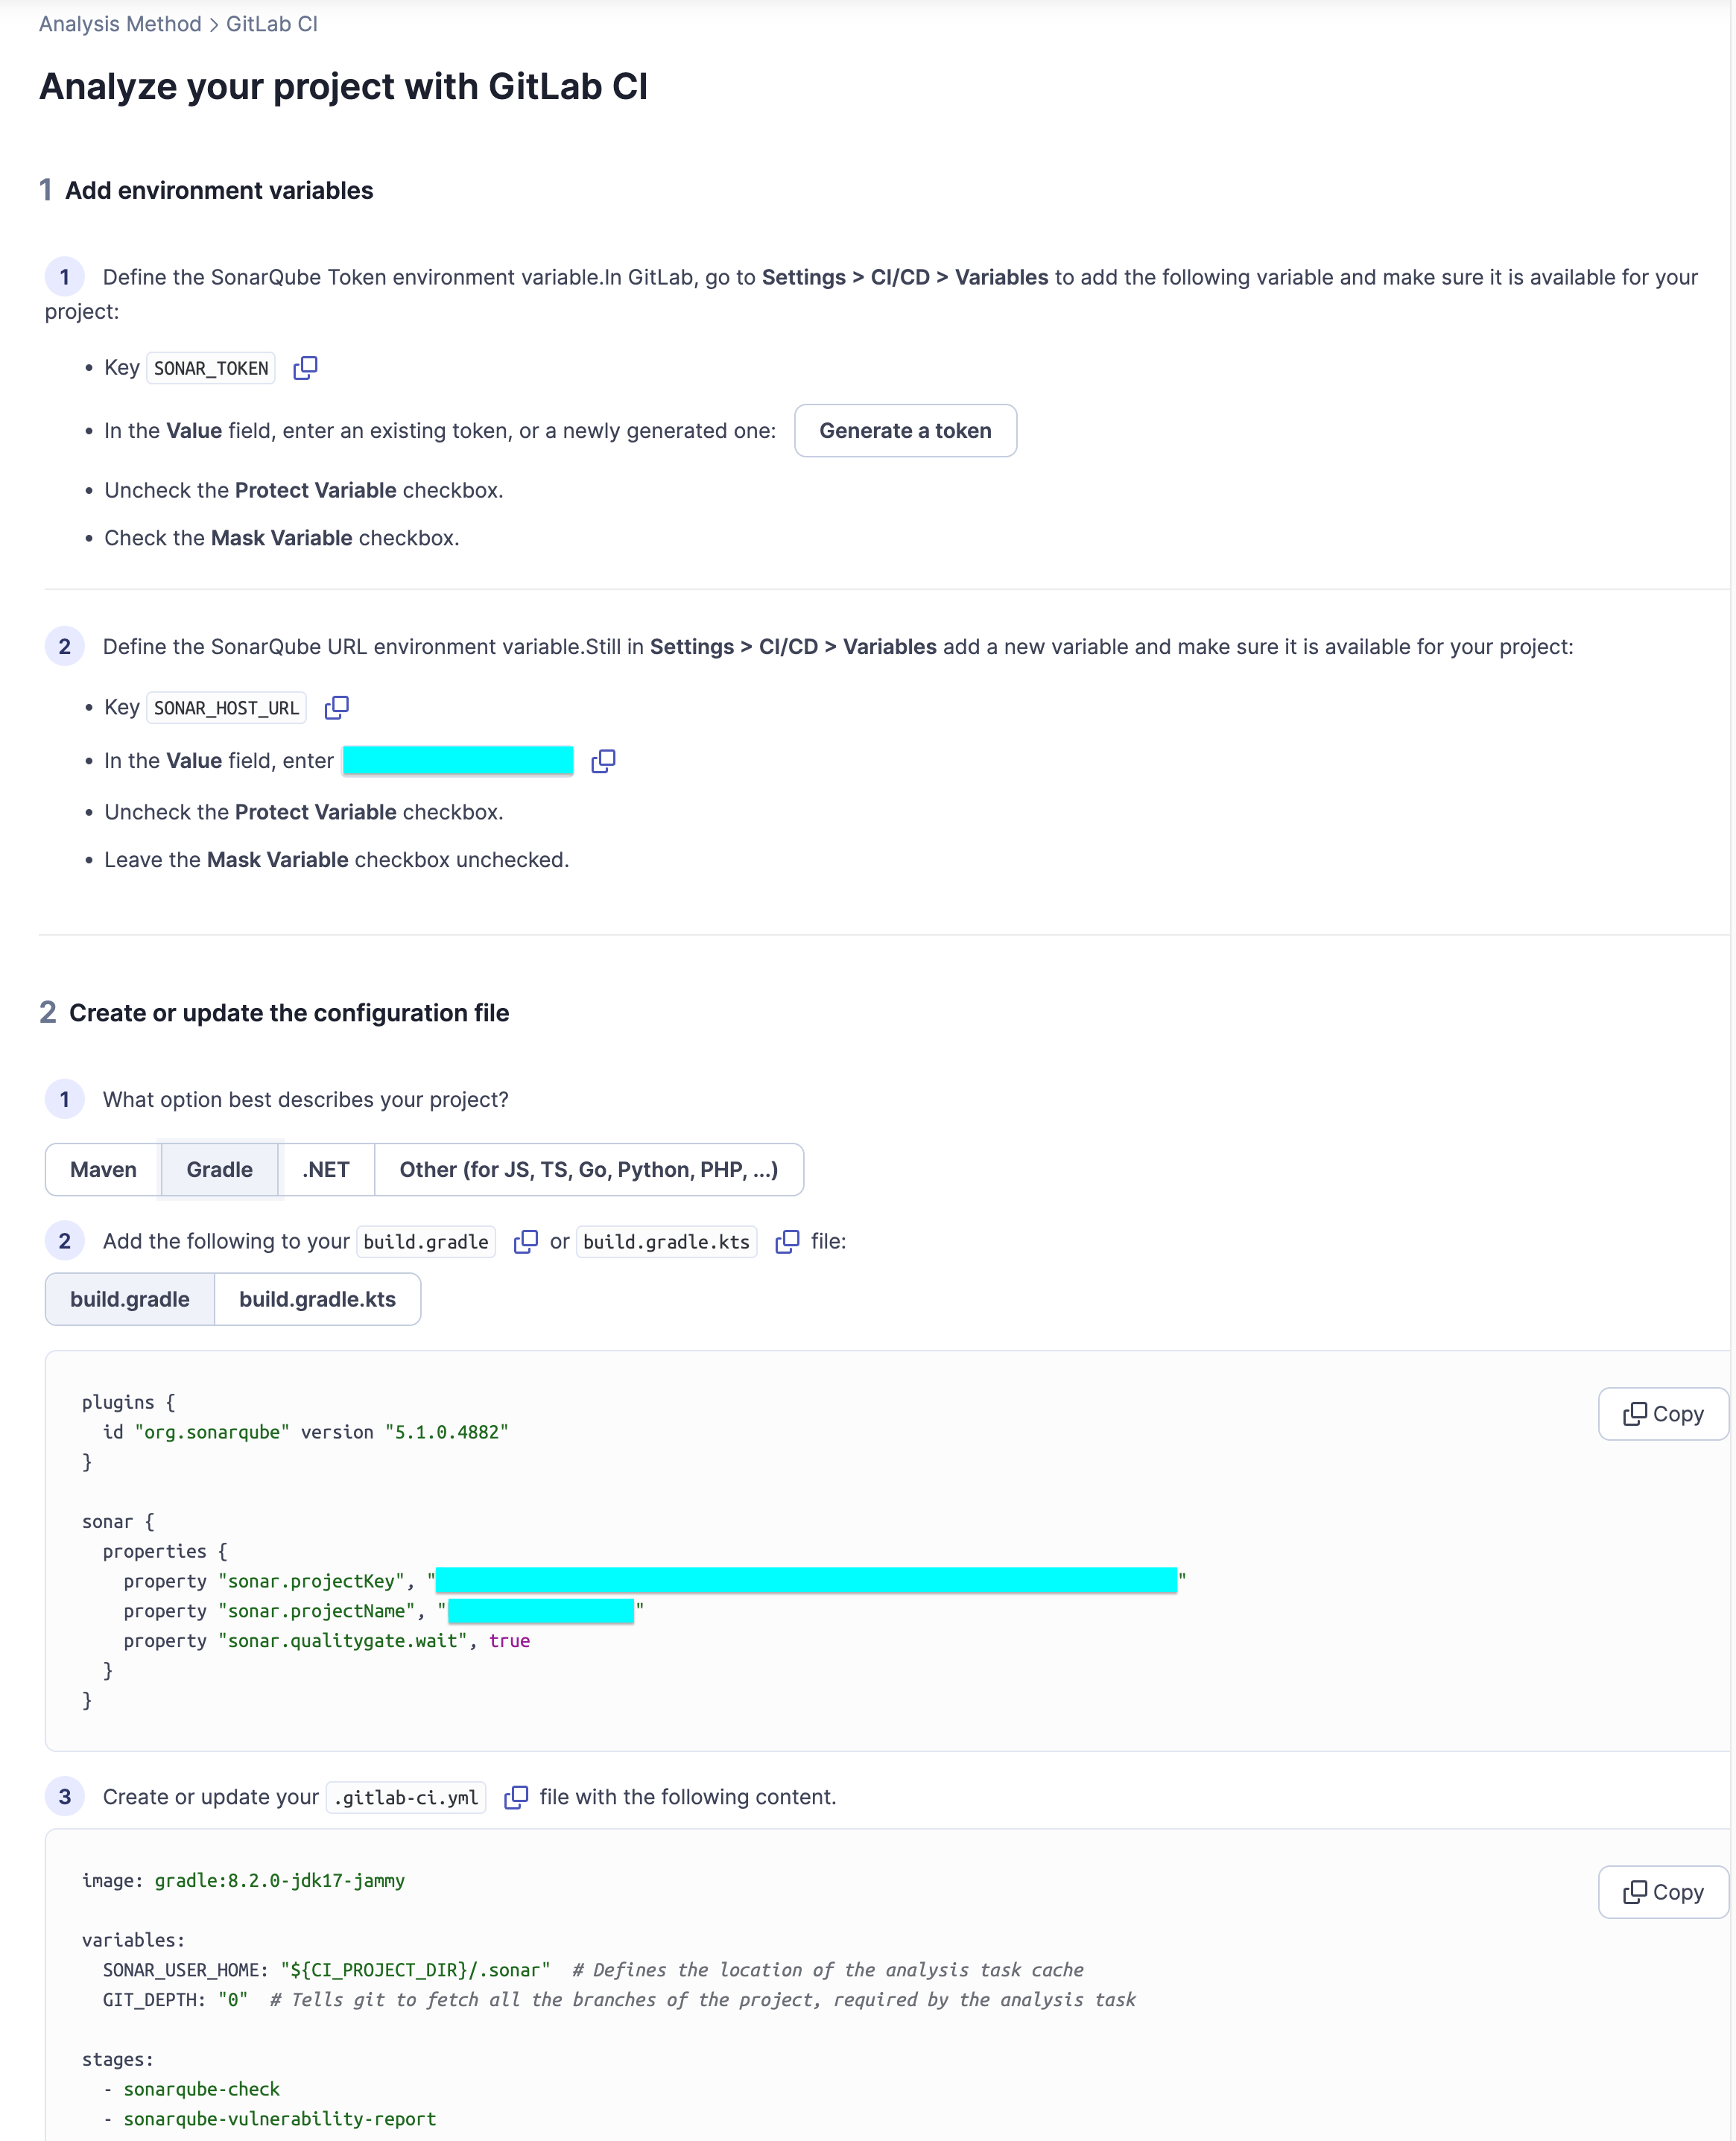 Analysis Method > GitLab CI
Analyze your project with GitLab CI
1 Add environment variables
1 Define the SonarQube Token environment variable.In GitLab, go to Settings > CI/CD > Variables to add the following variable and make sure it is available for your
project:
• Key SONAR_TOKEN
• In the Value field, enter an existing token, or a newly generated one: Generate a token
• Uncheck the Protect Variable checkbox.
• Check the Mask Variable checkbox.
2 Define the SonarQube URL environment variable.Still in Settings > CI/CD > Variables add a new variable and make sure it is available for your project:
• Key SONAR_HOST_URL
• In the Value field, enter
• Uncheck the Protect Variable checkbox.
• Leave the Mask Variable checkbox unchecked.
2 Create or update the configuration file
1 What option best describes your project?
Maven Gradle .NET Other (for JS, TS, Go, Python, PHP, ...)
2 Add the following to your build.gradle or build.gradle.kts file:
build.gradle build.gradle.kts
Copy
plugins {
  id "org.sonarqube" version "5.1.0.4882"
}
sonar {
  properties {
    property "sonar.projectKey", ""
    property "sonar.projectName", ""
    property "sonar.qualitygate.wait", true
  }
}
3 Create or update your .gitlab-ci.yml file with the following content.
Copy
image: gradle:8.2.0-jdk17-jammy
variables:
  SONAR_USER_HOME: "${CI_PROJECT_DIR}/.sonar"  # Defines the location of the analysis task cache
  GIT_DEPTH: "0"  # Tells git to fetch all the branches of the project, required by the analysis task
stages:
  - sonarqube-check
  - sonarqube-vulnerability-report